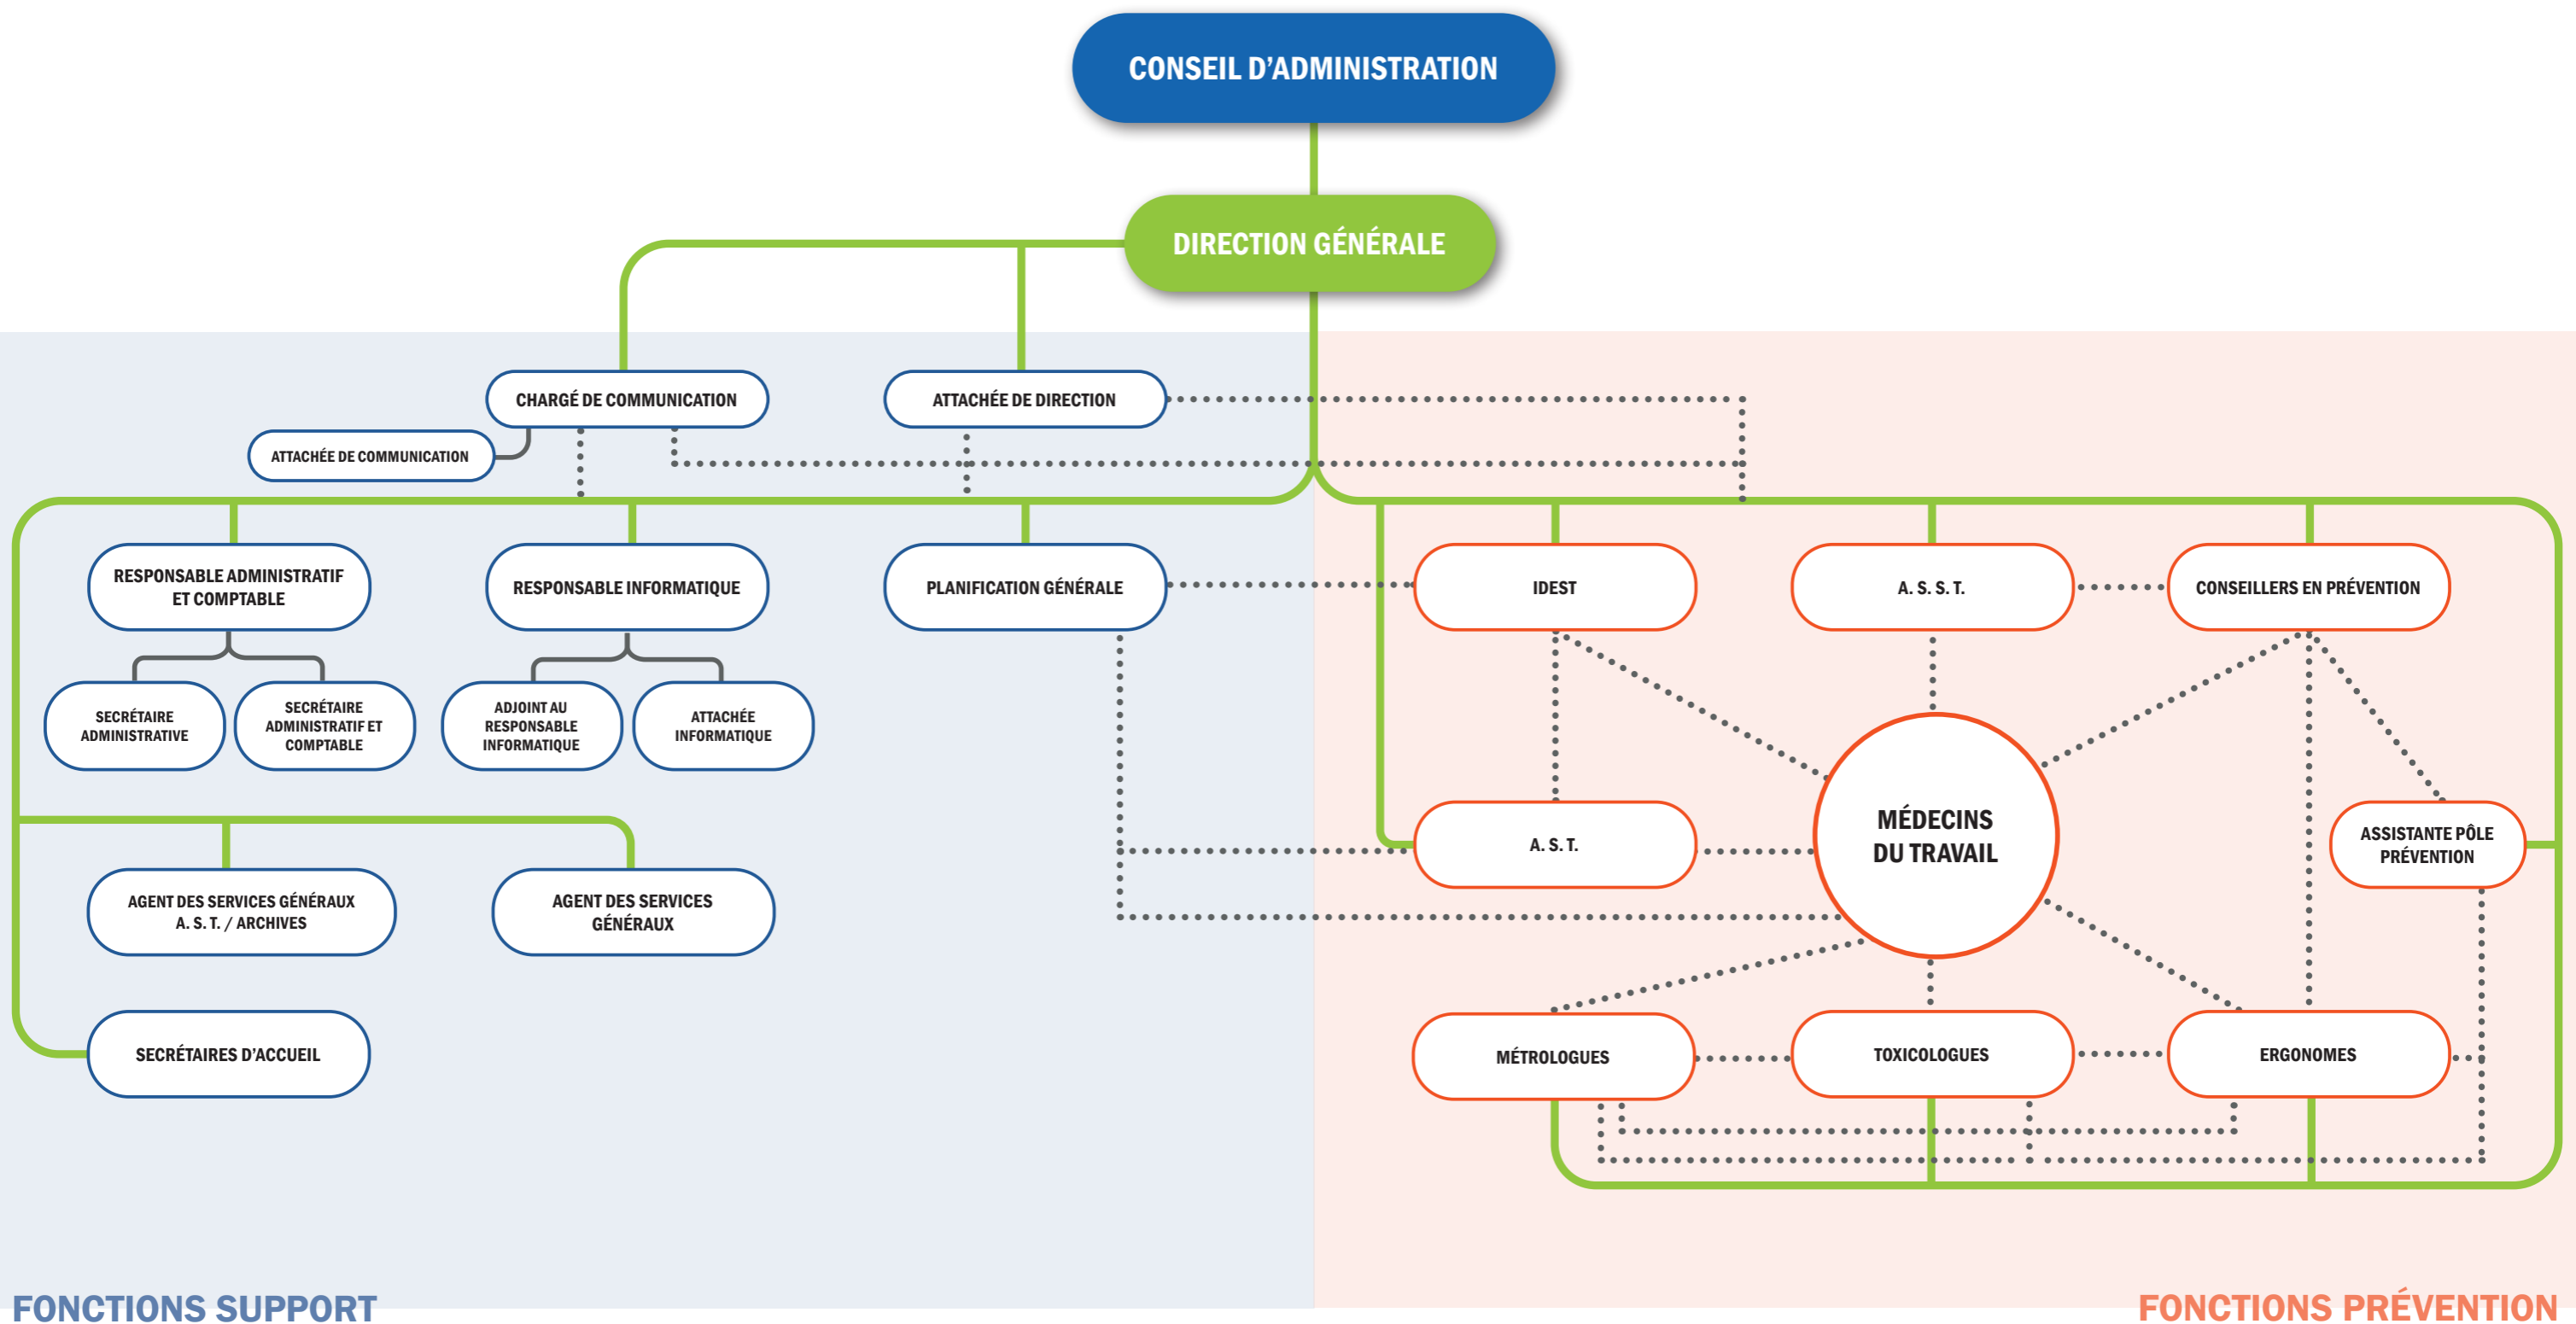 CONSEIL D’ADMINISTRATION
DIRECTION GÉNÉRALE
CHARGÉ DE COMMUNICATION
ATTACHÉE DE DIRECTION
ATTACHÉE DE COMMUNICATION
RESPONSABLE ADMINISTRATIF
ET COMPTABLE
RESPONSABLE INFORMATIQUE
PLANIFICATION GÉNÉRALE
IDEST
A. S. S. T.
CONSEILLERS EN PRÉVENTION
SECRÉTAIRE
ADMINISTRATIVE
SECRÉTAIRE
ADMINISTRATIF ET
COMPTABLE
ADJOINT AU
RESPONSABLE
INFORMATIQUE
ATTACHÉE
INFORMATIQUE
A. S. T.
MÉDECINS
DU TRAVAIL
ASSISTANTE PÔLE
PRÉVENTION
AGENT DES SERVICES GÉNÉRAUX
A. S. T. / ARCHIVES
AGENT DES SERVICES
GÉNÉRAUX
SECRÉTAIRES D’ACCUEIL
MÉTROLOGUES
TOXICOLOGUES
ERGONOMES
FONCTIONS SUPPORT
FONCTIONS PRÉVENTION